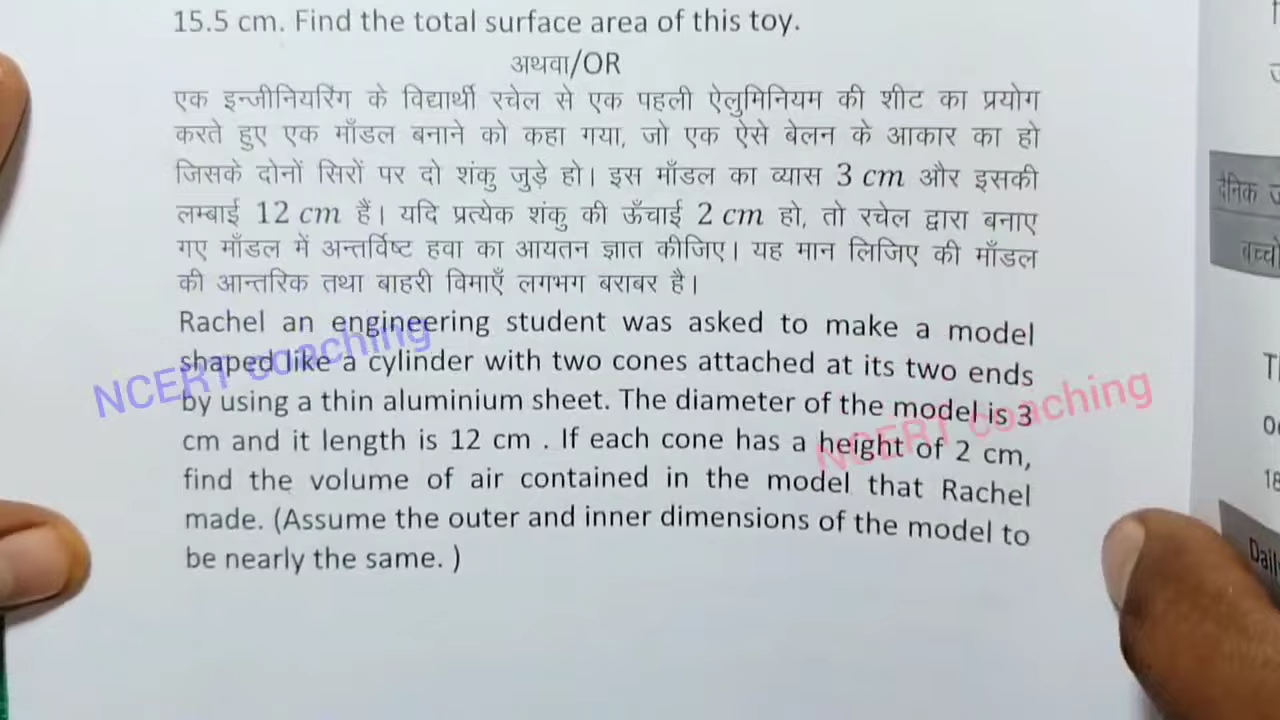 15.5 cm. Find the total surface area of this toy.
अथवा/OR
एक इन्जीनियरिंग के विद्यार्थी रचेल से एक पहली ऐलुमिनियम की शीट का प्रयोग
करते हुए एक माँडल बनाने को कहा गया, जो एक ऐसे बेलन के आकार का हो
जिसके दोनों सिरों पर दो शंकु जुड़े हो। इस माँडल का व्यास 3 cm और इसकी
लम्बाई 12 cm हैं। यदि प्रत्येक शंकु की ऊँचाई 2 cm हो, तो रचेल द्वारा बनाए
गए माँडल में अन्तर्विष्ट हवा का आयतन ज्ञात कीजिए। यह मान लिजिए की माँडल
की आन्तरिक तथा बाहरी विमाएँ लगभग बराबर है।
Rachel an engineering student was asked to make a model
shaped like a cylinder with two cones attached at its two ends
by using a thin aluminium sheet. The diameter of the model is 3
cm and it length is 12 cm . If each cone has a height of 2 cm,
find the volume of air contained in the model that Rachel
made. (Assume the outer and inner dimensions of the model to
be nearly the same. )
NCERT coaching
NCERT coaching
दैनिक
18